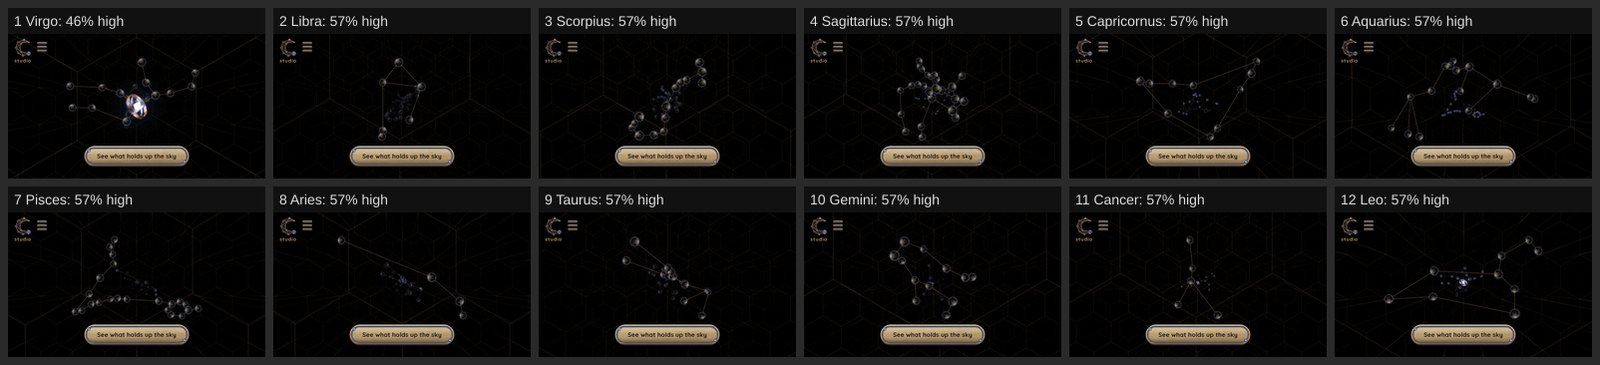 1 Virgo: 46% high
2 Libra: 57% high
3 Scorpius: 57% high
4 Sagittarius: 57% high
5 Capricornus: 57% high
6 Aquarius: 57% high
studio
studio
studio
studio
studio
studio
See what holds up the sky
See what holds up the sky
See what holds up the sky
See what holds up the sky
See what holds up the sky
See what holds up the sky
7 Pisces: 57% high
8 Aries: 57% high
9 Taurus: 57% high
10 Gemini: 57% high
11 Cancer: 57% high
12 Leo: 57% high
studio
studio
studio
studio
studio
studio
See what holds up the sky
See what holds up the sky
See what holds up the sky
See what holds up the sky
See what holds up the sky
See what holds up the sky